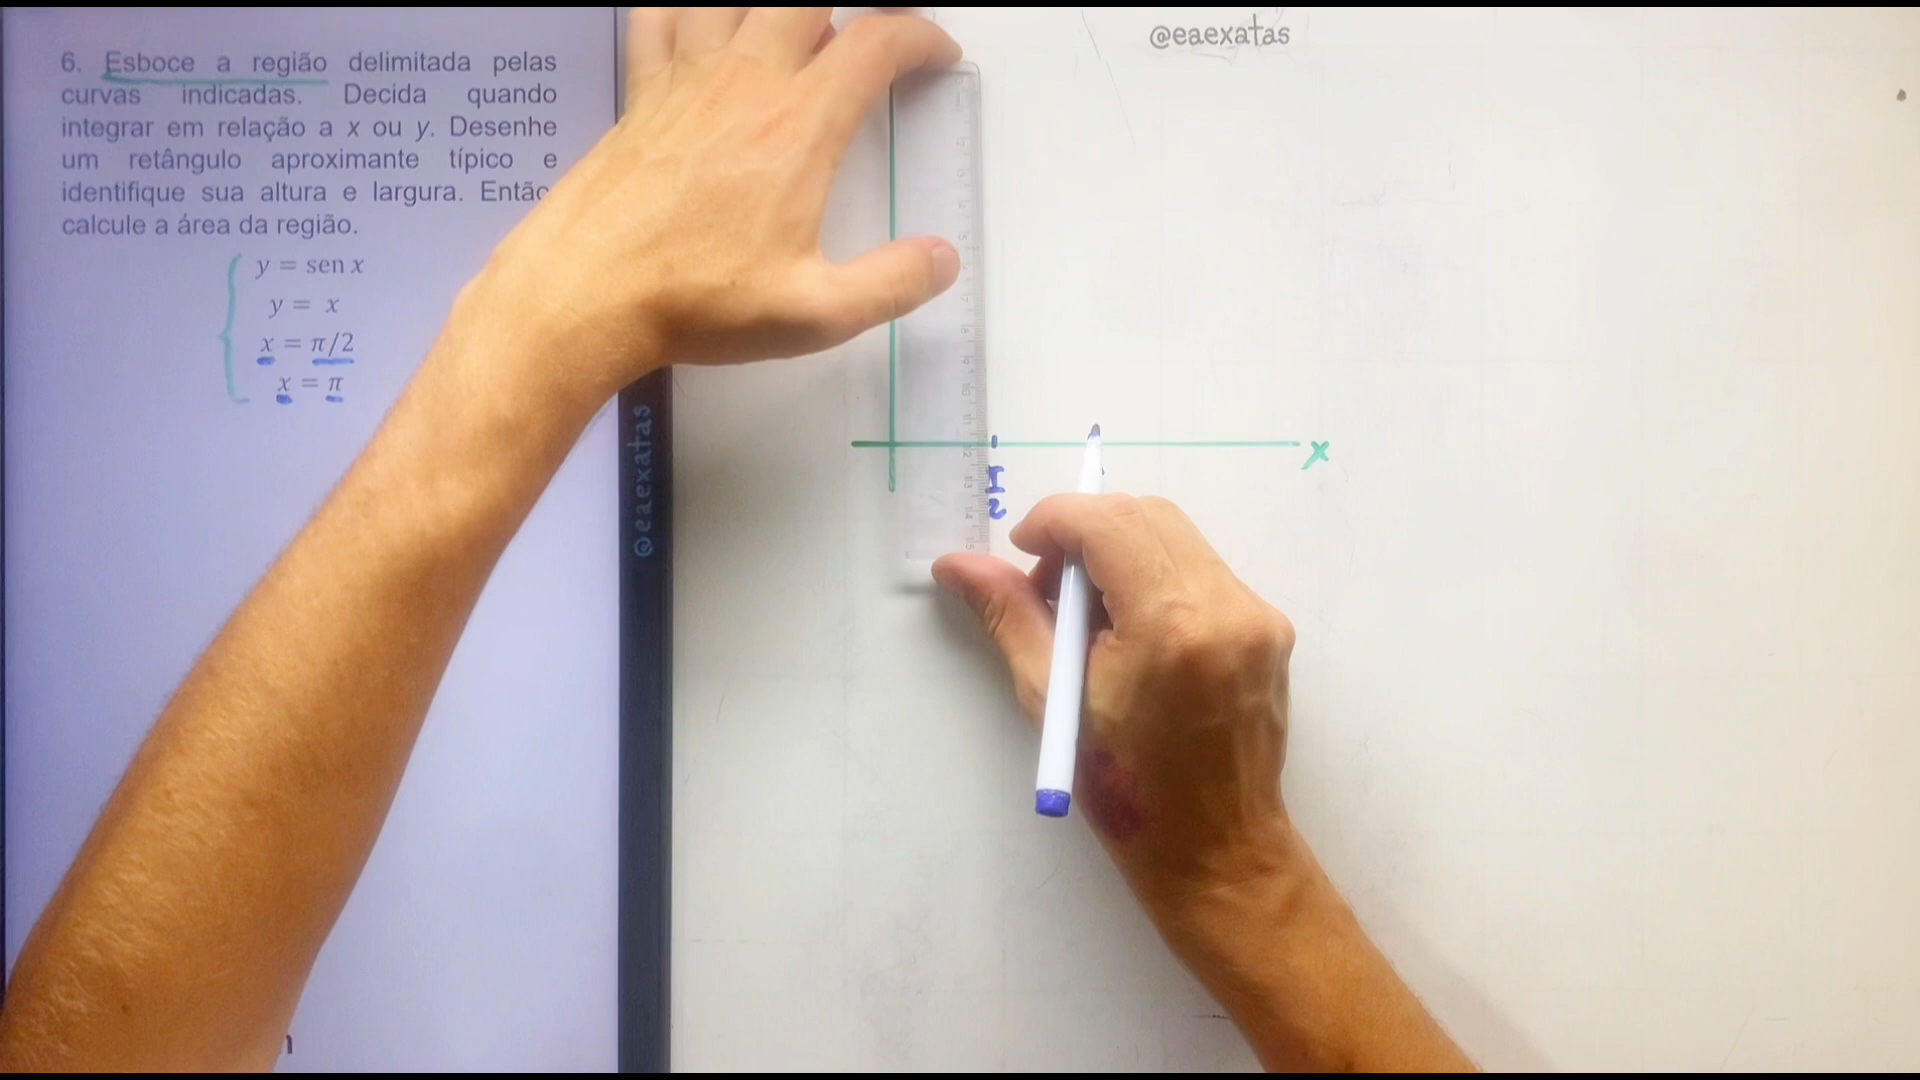 6. Esboce a região delimitada pelas
curvas indicadas. Decida quando
integrar em relação a x ou y. Desenhe
um retângulo aproximante típico e
identifique sua altura e largura. Então
calcule a área da região.
y = sen x
y = x
x = π/2
x = π
@eaexatas
@eaexatas
x
π
2